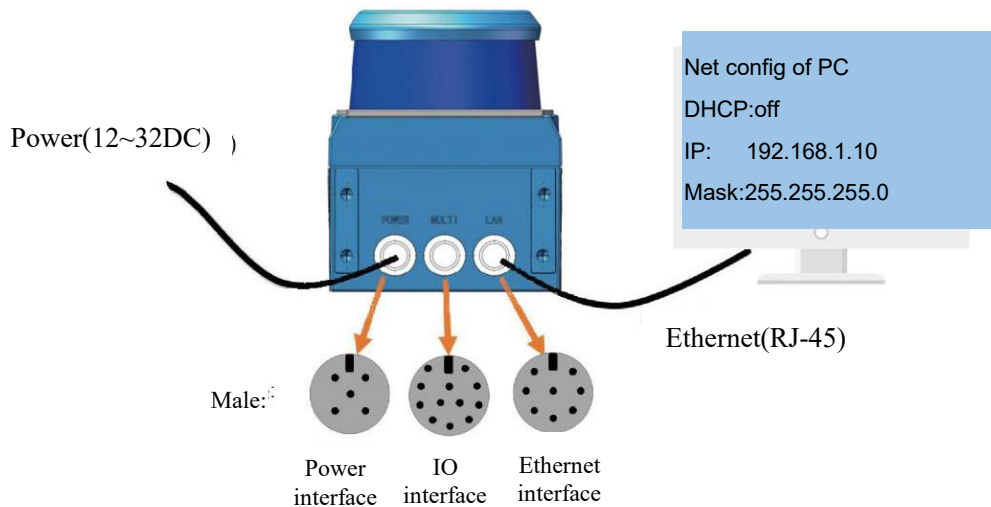 Net config of PC
DHCP:off
IP: 192.168.1.10
Mask:255.255.255.0
Power(12~32DC) )
POWER MULTI LAN
Ethernet(RJ-45)
Male:
Power
interface
IO
interface
Ethernet
interface